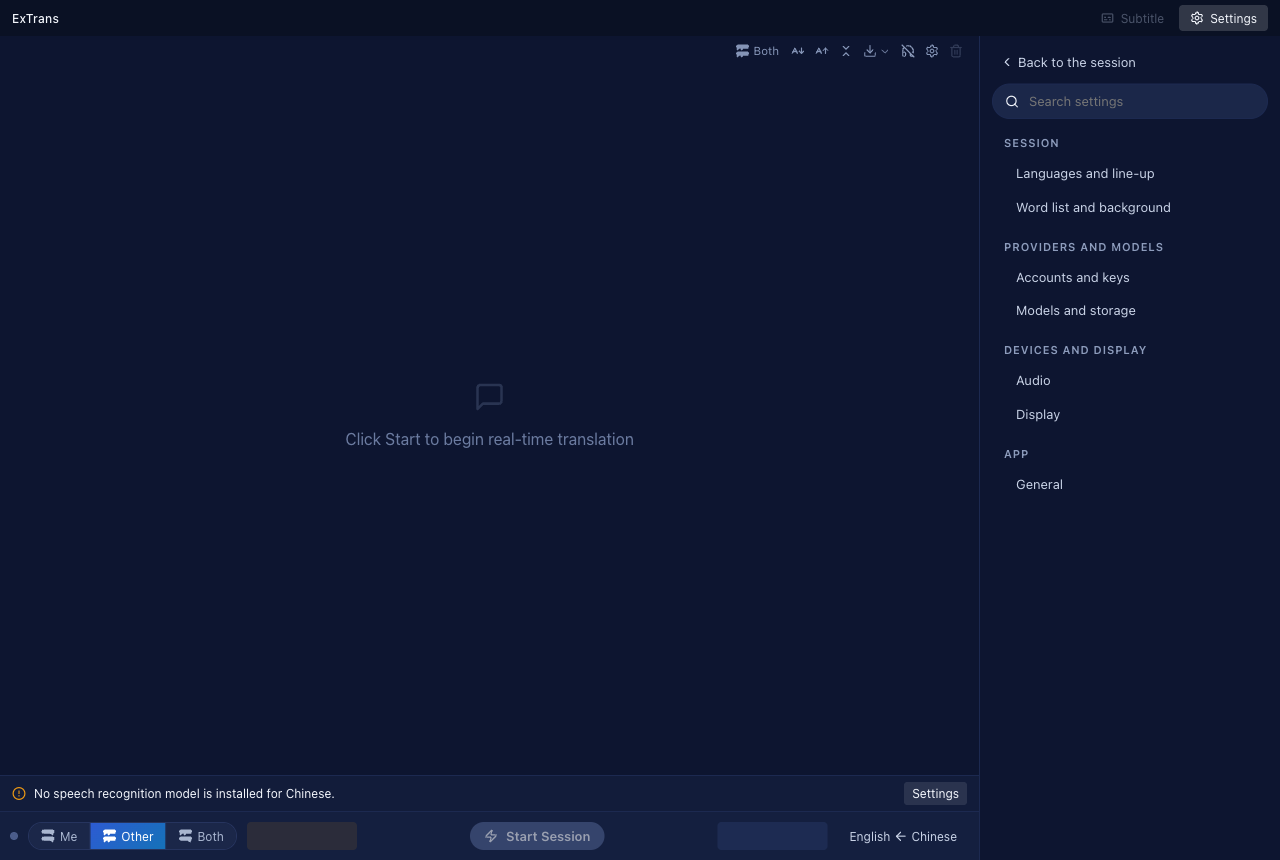 ExTrans
Subtitle
Settings
Both
Back to the session
Search settings
SESSION
Languages and line-up
Word list and background
PROVIDERS AND MODELS
Accounts and keys
Models and storage
DEVICES AND DISPLAY
Audio
Display
APP
General
Click Start to begin real-time translation
No speech recognition model is installed for Chinese.
Settings
Me
Other
Both
Start Session
English ← Chinese